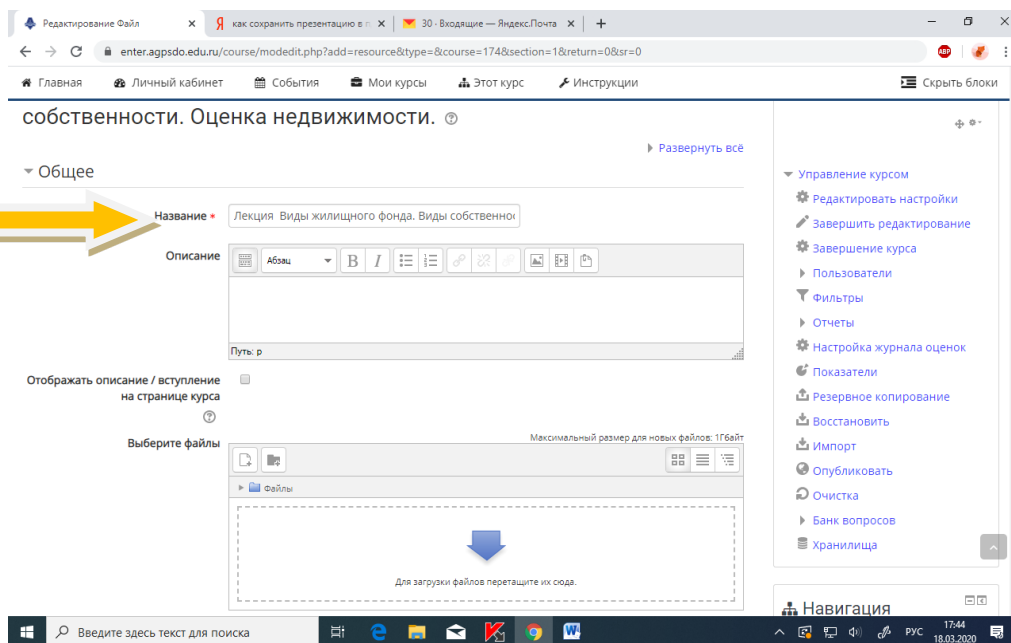 Редактирование Файл
как сохранить презентацию в п
30 · Входящие — Яндекс.Почта
enter.agpsdo.edu.ru/course/modedit.php?add=resource&type=&course=174&section=1&return=0&sr=0
ABP
Главная Личный кабинет События Мои курсы Этот курс Инструкции Скрыть блоки
собственности. Оценка недвижимости.
Развернуть всё
Общее
Название *
Лекция Виды жилищного фонда. Виды собственнос
Описание
Абзац
B I
Путь: p
Отображать описание / вступление
на странице курса
Выберите файлы
Максимальный размер для новых файлов: 1Гбайт
Файлы
Для загрузки файлов перетащите их сюда.
Управление курсом
Редактировать настройки
Завершить редактирование
Завершение курса
Пользователи
Фильтры
Отчеты
Настройка журнала оценок
Показатели
Резервное копирование
Восстановить
Импорт
Опубликовать
Очистка
Банк вопросов
Хранилища
Навигация
Введите здесь текст для поиска
РУС
17:44
18.03.2020